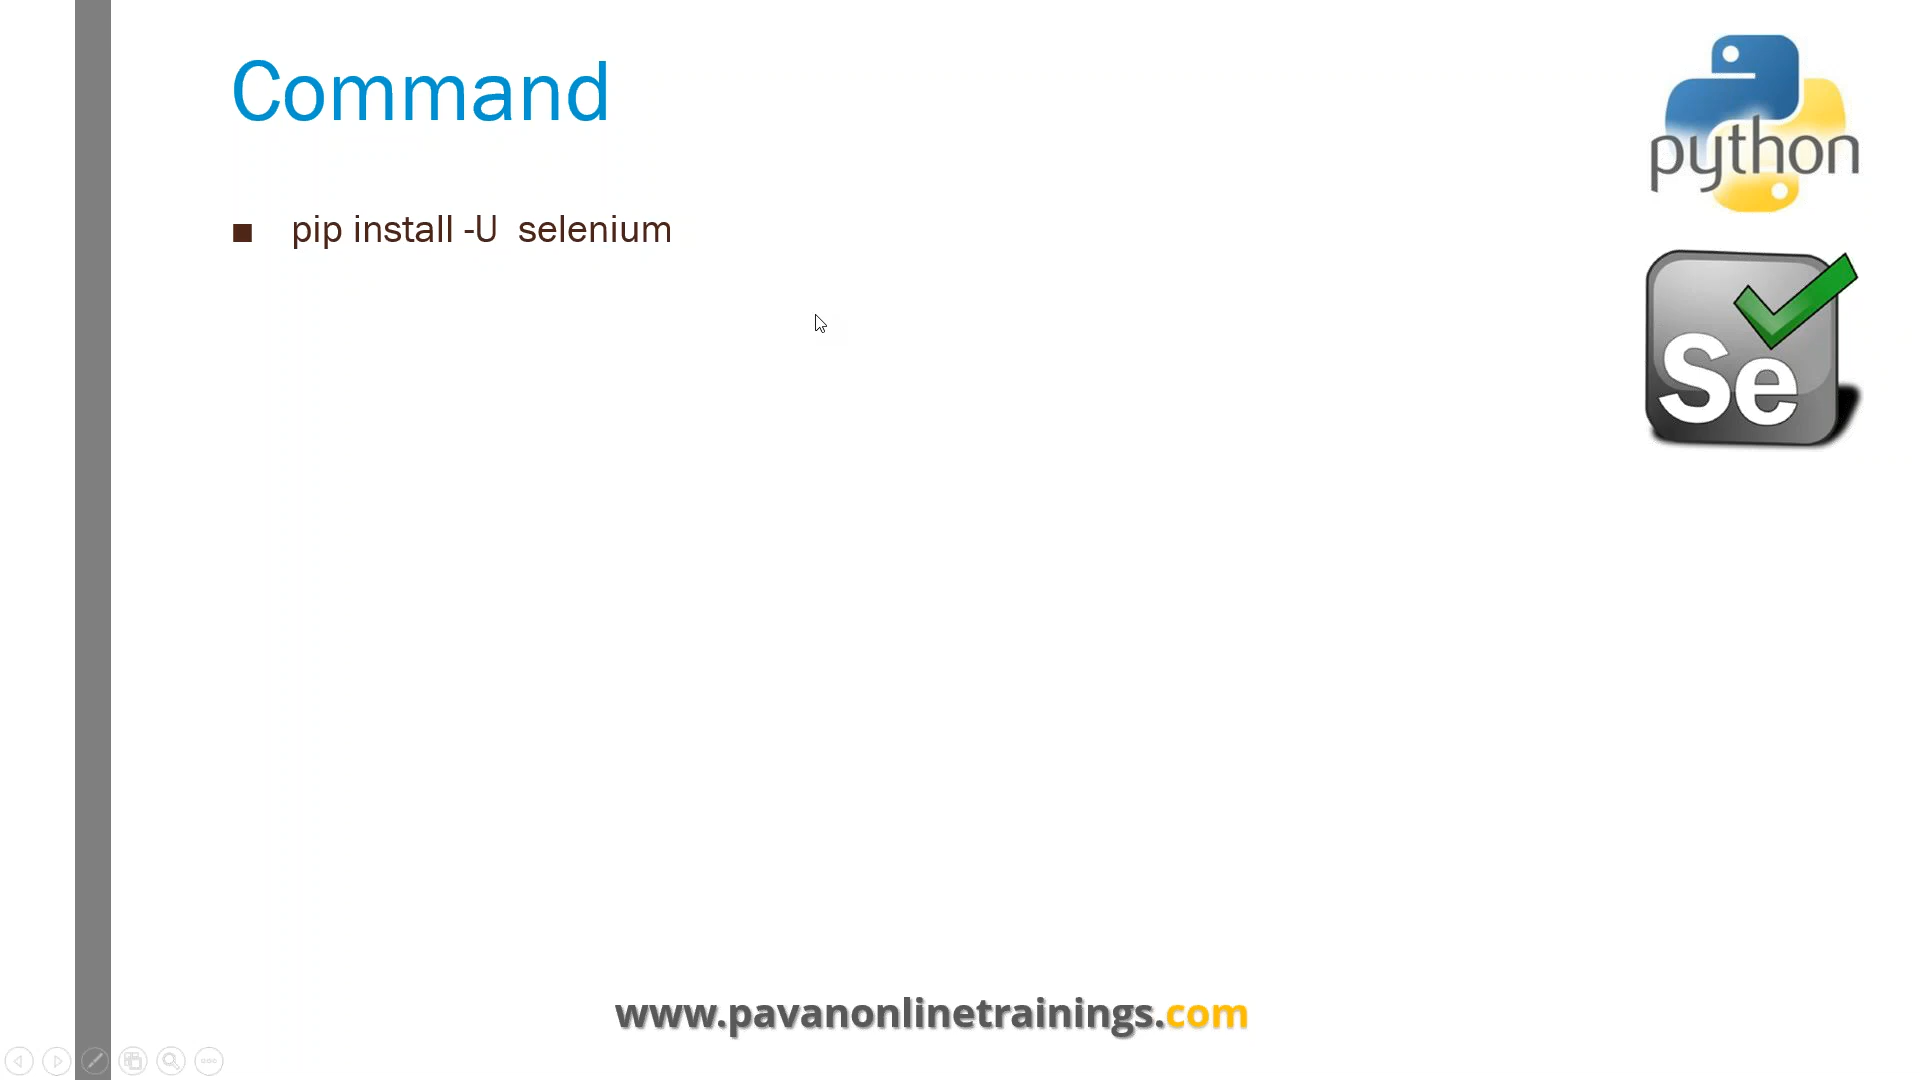 Command
python
■ pip install -U  selenium
Se
www.pavanonlinetrainings.com